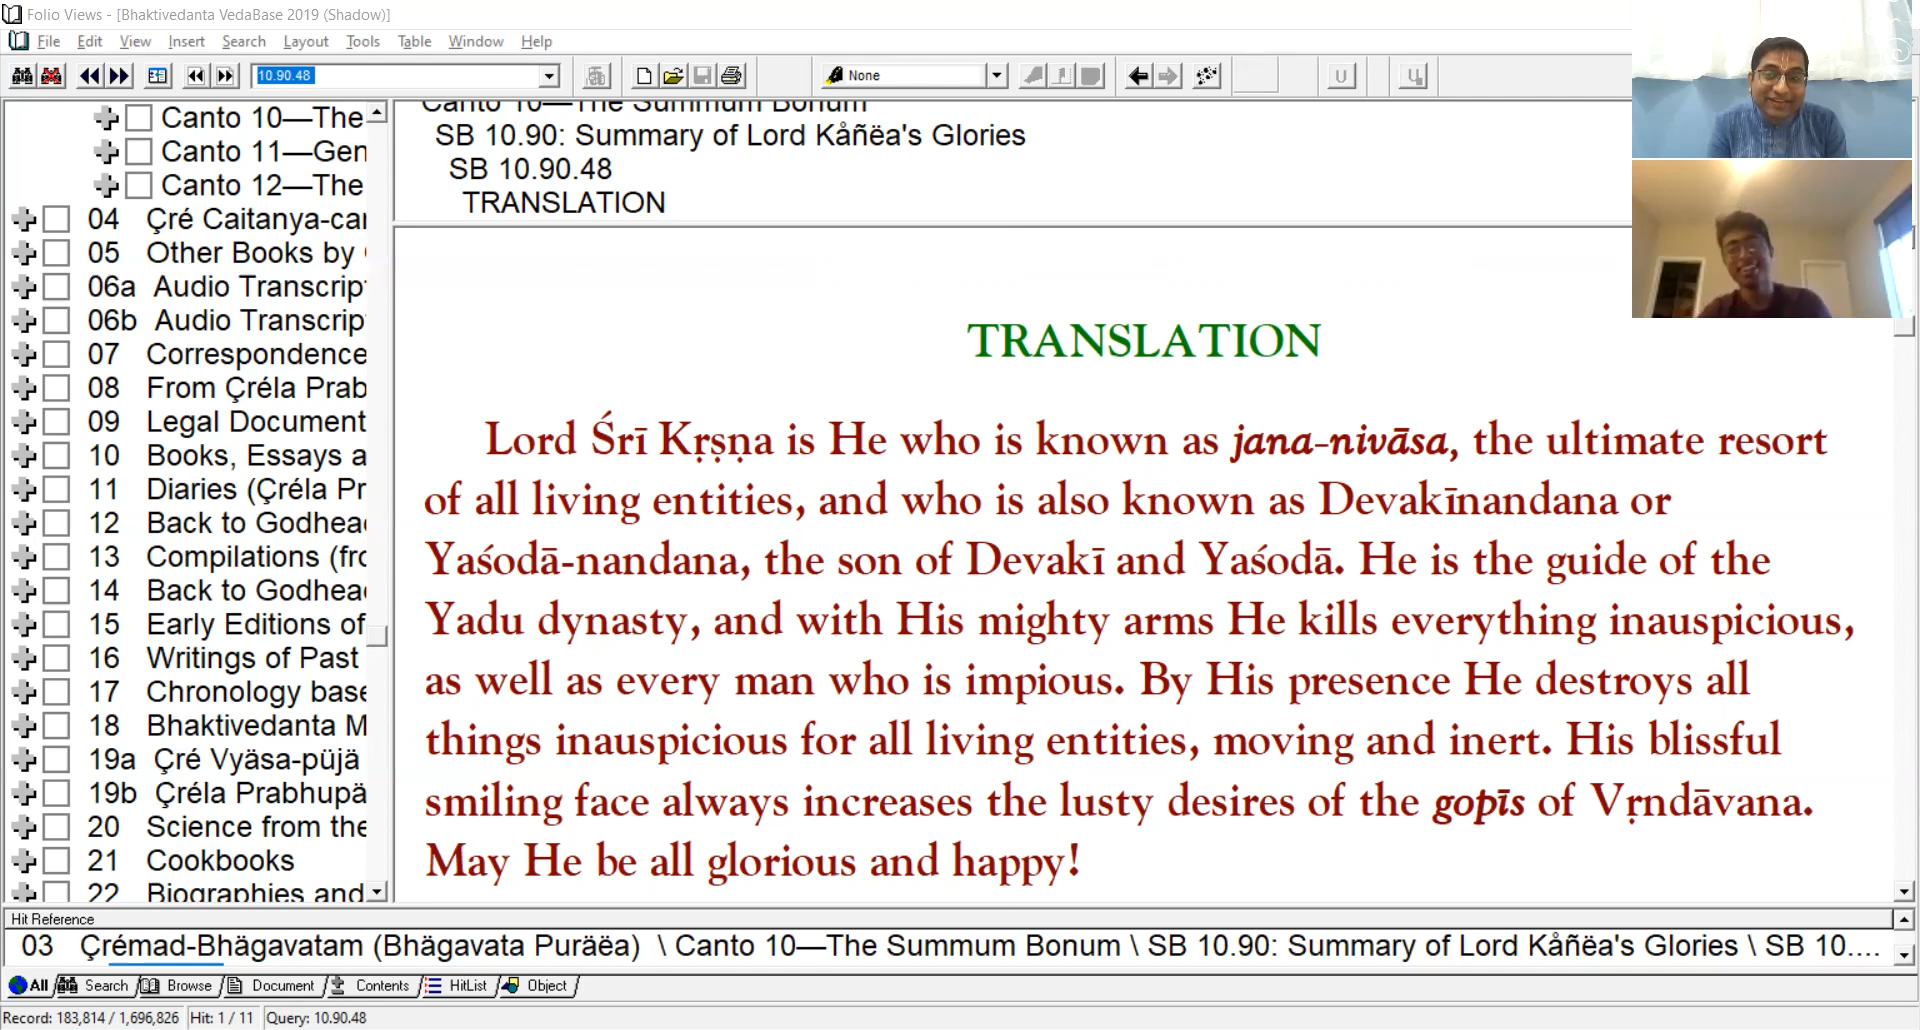 Folio Views - [Bhaktivedanta VedaBase 2019 (Shadow)]
File Edit View Insert Search Layout Tools Table Window Help
10.90.48
None
U
Canto 10—The
Canto 11—Gen
Canto 12—The
04 Çré Caitanya-car
05 Other Books by
06a Audio Transcrip
06b Audio Transcrip
07 Correspondence
08 From Çréla Prab
09 Legal Document
10 Books, Essays a
11 Diaries (Çréla Pr
12 Back to Godhea
13 Compilations (fro
14 Back to Godhea
15 Early Editions of
16 Writings of Past
17 Chronology base
18 Bhaktivedanta M
19a Çré Vyäsa-püjä
19b Çréla Prabhupä
20 Science from the
21 Cookbooks
22 Biographies and
Canto 10—The Summum Bonum
SB 10.90: Summary of Lord Kåñëa's Glories
SB 10.90.48
TRANSLATION
TRANSLATION
Lord Śrī Kṛṣṇa is He who is known as jana-nivāsa, the ultimate resort
of all living entities, and who is also known as Devakīnandana or
Yaśodā-nandana, the son of Devakī and Yaśodā. He is the guide of the
Yadu dynasty, and with His mighty arms He kills everything inauspicious,
as well as every man who is impious. By His presence He destroys all
things inauspicious for all living entities, moving and inert. His blissful
smiling face always increases the lusty desires of the gopīs of Vṛndāvana.
May He be all glorious and happy!
Hit Reference
03 Çrémad-Bhägavatam (Bhägavata Puräëa) \ Canto 10—The Summum Bonum \ SB 10.90: Summary of Lord Kåñëa's Glories \ SB 10....
All Search Browse Document Contents HitList Object
Record: 183,814 / 1,696,826 Hit: 1 / 11 Query: 10.90.48